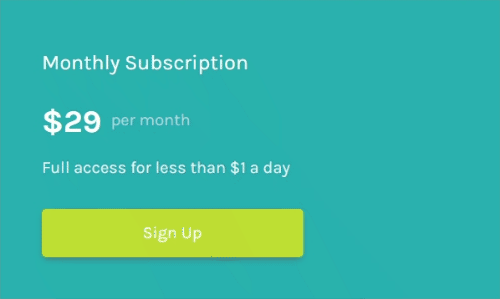 Monthly Subscription
$29 per month
Full access for less than $1 a day
Sign Up